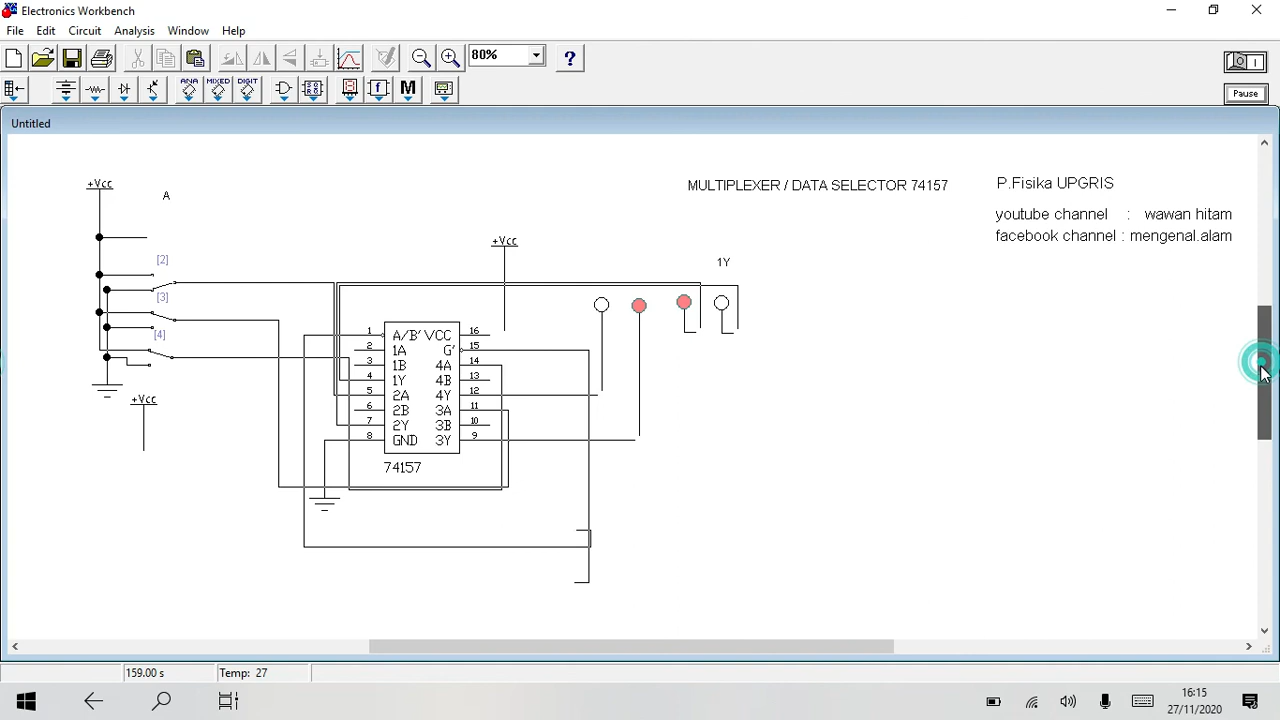 Electronics Workbench
File Edit Circuit Analysis Window Help
80% ?
ANA MIXED DIGIT
f M
Pause
Untitled
+Vcc
A
MULTIPLEXER / DATA SELECTOR 74157
P.Fisika UPGRIS
youtube channel : wawan hitam
facebook channel : mengenal.alam
+Vcc
1Y
[2]
[3]
[4]
1 A/B' VCC 16
2 1A G' 15
3 1B 4A 14
4 1Y 4B 13
5 2A 4Y 12
6 2B 3A 11
7 2Y 3B 10
8 GND 3Y 9
74157
+Vcc
159.00 s Temp: 27
16:15
27/11/2020